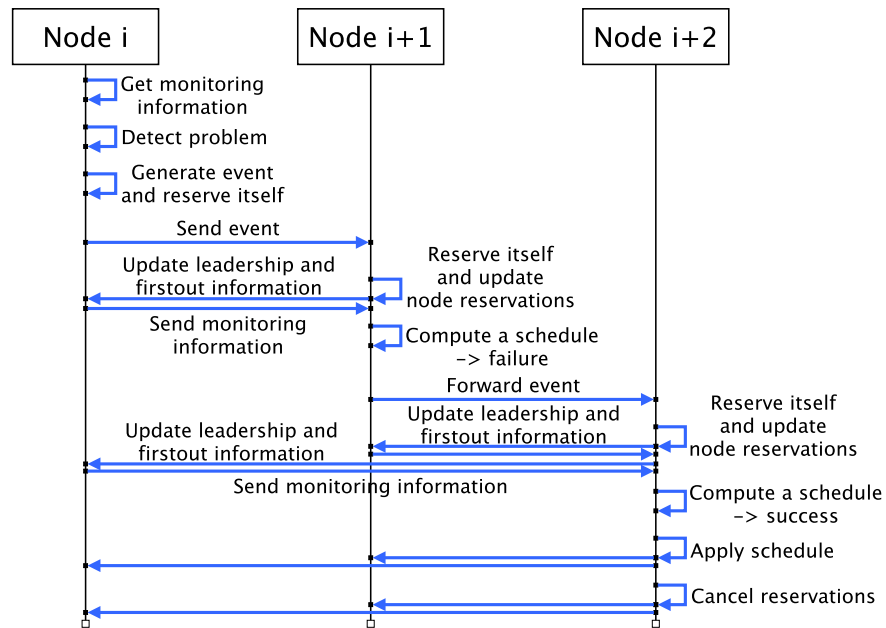 Node i
Node i+1
Node i+2
Get monitoring
information
Detect problem
Generate event
and reserve itself
Send event
Reserve itself
and update
node reservations
Update leadership and
firstout information
Send monitoring
information
Compute a schedule
-> failure
Forward event
Reserve itself
and update
node reservations
Update leadership and
firstout information
Update leadership and
firstout information
Send monitoring information
Compute a schedule
-> success
Apply schedule
Cancel reservations